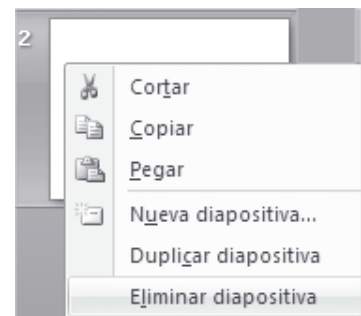 2
Cortar
Copiar
Pegar
Nueva diapositiva...
Duplicar diapositiva
Eliminar diapositiva